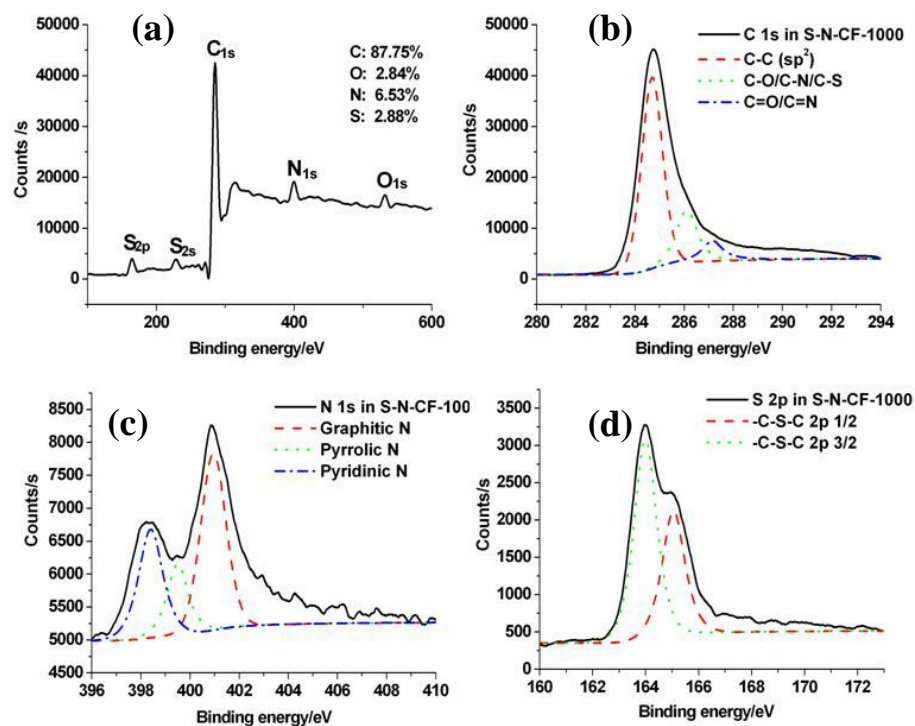 (a)
50000
40000
30000
20000
10000
0
Counts /s
C1s
N1s
O1s
S2p
S2s
C: 87.75%
O: 2.84%
N: 6.53%
S: 2.88%
200
400
600
Binding energy/eV
(b)
50000
40000
30000
20000
10000
0
Counts /s
C 1s in S-N-CF-1000
C-C (sp²)
C-O/C-N/C-S
C=O/C=N
280 282 284 286 288 290 292 294
Binding energy/eV
(c)
8500
8000
7500
7000
6500
6000
5500
5000
4500
Counts/s
N 1s in S-N-CF-100
Graphitic N
Pyrrolic N
Pyridinic N
396 398 400 402 404 406 408 410
Binding energy/eV
(d)
3500
3000
2500
2000
1500
1000
500
0
Counts/s
S 2p in S-N-CF-1000
-C-S-C 2p 1/2
-C-S-C 2p 3/2
160 162 164 166 168 170 172
Binding energy/eV